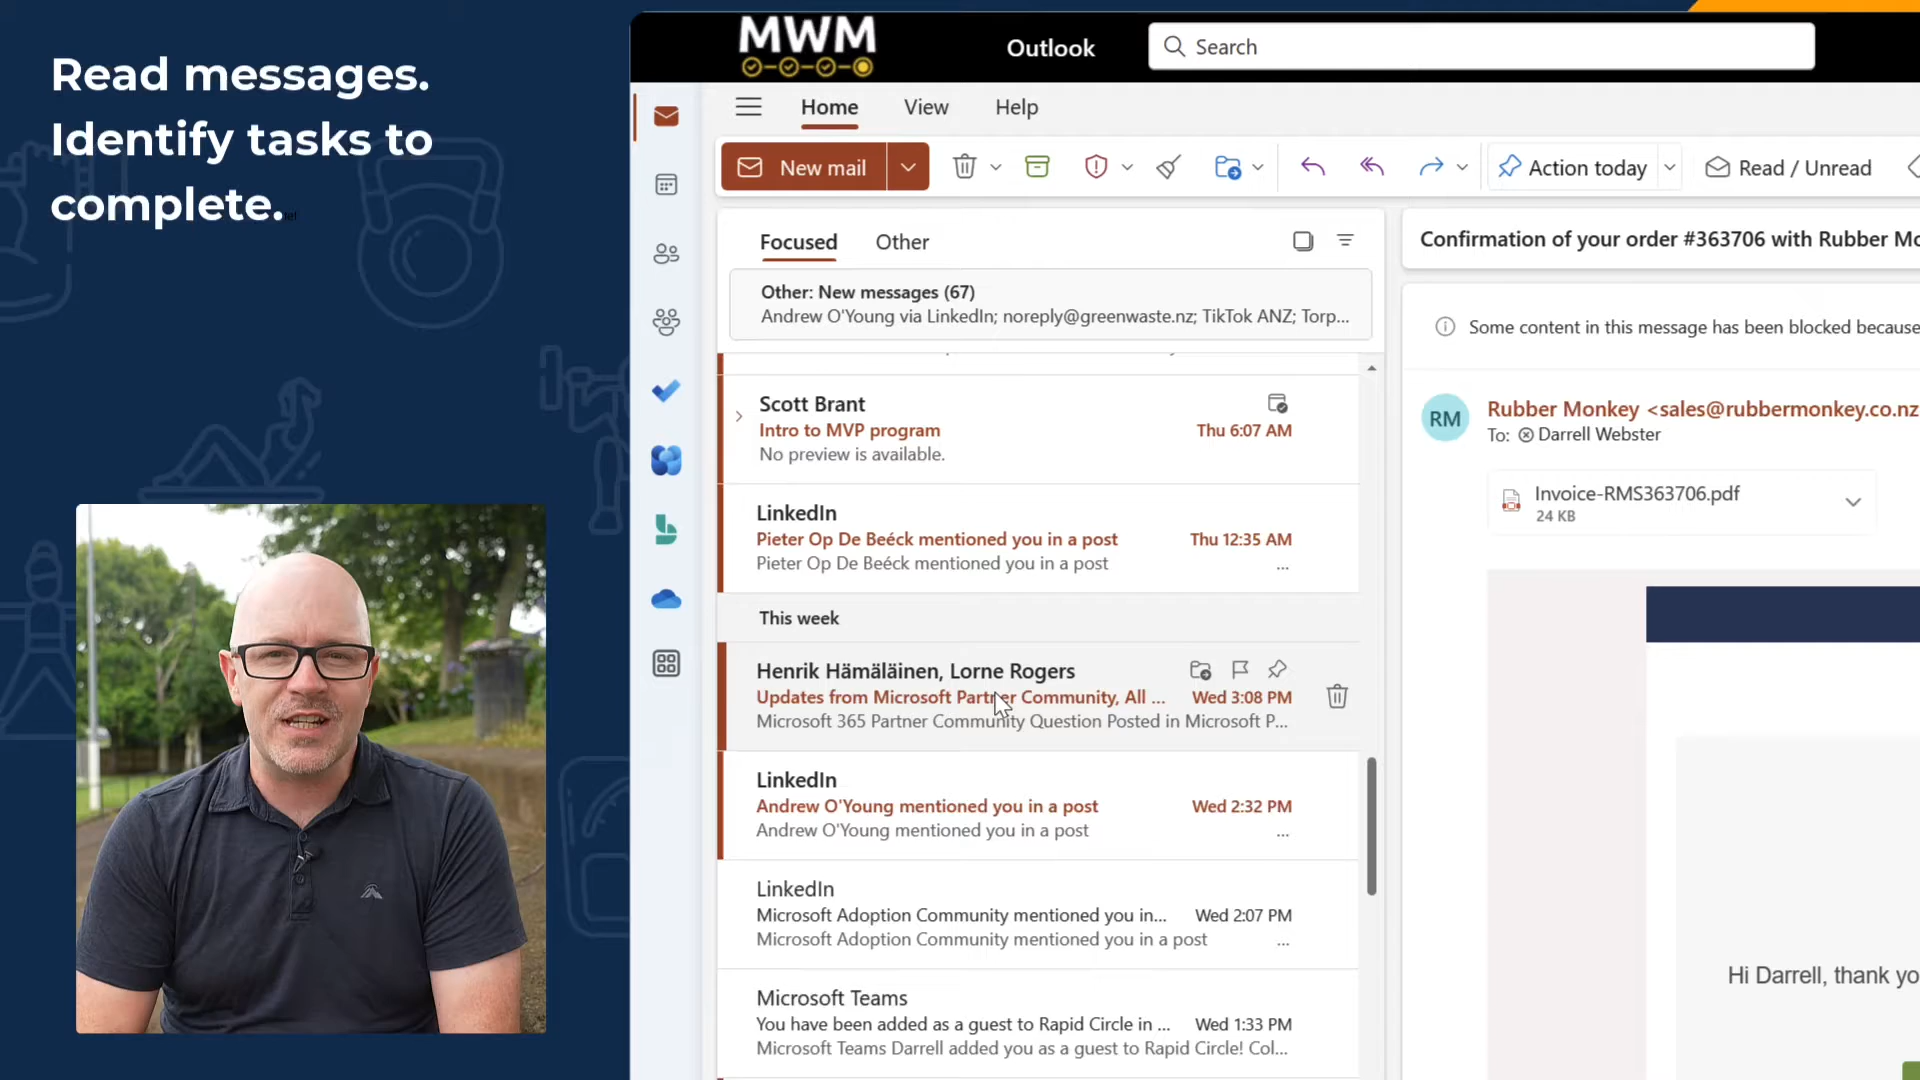 Read messages.
Identify tasks to
complete.
MWM
Outlook
Search
Home
View
Help
New mail
Action today
Read / Unread
Focused
Other
Other: New messages (67)
Andrew O'Young via LinkedIn; noreply@greenwaste.nz; TikTok ANZ; Torp...
Scott Brant
Intro to MVP program
Thu 6:07 AM
No preview is available.
LinkedIn
Pieter Op De Beéck mentioned you in a post
Thu 12:35 AM
Pieter Op De Beéck mentioned you in a post
...
This week
Henrik Hämäläinen, Lorne Rogers
Updates from Microsoft Partner Community, All ...
Wed 3:08 PM
Microsoft 365 Partner Community Question Posted in Microsoft P...
LinkedIn
Andrew O'Young mentioned you in a post
Wed 2:32 PM
Andrew O'Young mentioned you in a post
...
LinkedIn
Microsoft Adoption Community mentioned you in...
Wed 2:07 PM
Microsoft Adoption Community mentioned you in a post
...
Microsoft Teams
You have been added as a guest to Rapid Circle in ...
Wed 1:33 PM
Microsoft Teams Darrell added you as a guest to Rapid Circle! Col...
Confirmation of your order #363706 with Rubber Mo
Some content in this message has been blocked because
RM
Rubber Monkey <sales@rubbermonkey.co.nz
To: Darrell Webster
Invoice-RMS363706.pdf
24 KB
Hi Darrell, thank yo